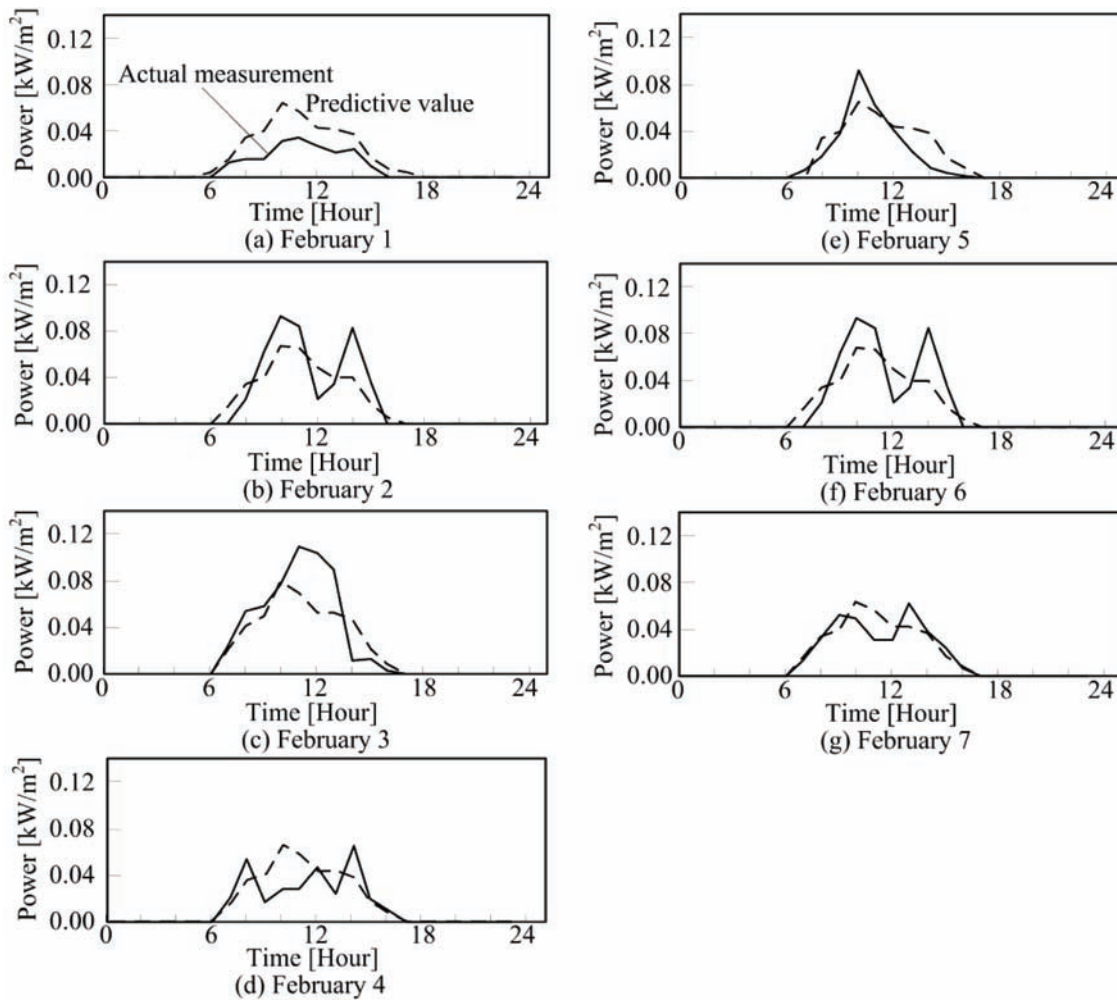 Power [kW/m²]
0.12
0.08
0.04
0.00
Actual measurement
Predictive value
0 6 12 18 24
Time [Hour]
(a) February 1
Power [kW/m²]
0.12
0.08
0.04
0.00
0 6 12 18 24
Time [Hour]
(b) February 2
Power [kW/m²]
0.12
0.08
0.04
0.00
0 6 12 18 24
Time [Hour]
(c) February 3
Power [kW/m²]
0.12
0.08
0.04
0.00
0 6 12 18 24
Time [Hour]
(d) February 4
Power [kW/m²]
0.12
0.08
0.04
0.00
0 6 12 18 24
Time [Hour]
(e) February 5
Power [kW/m²]
0.12
0.08
0.04
0.00
0 6 12 18 24
Time [Hour]
(f) February 6
Power [kW/m²]
0.12
0.08
0.04
0.00
0 6 12 18 24
Time [Hour]
(g) February 7